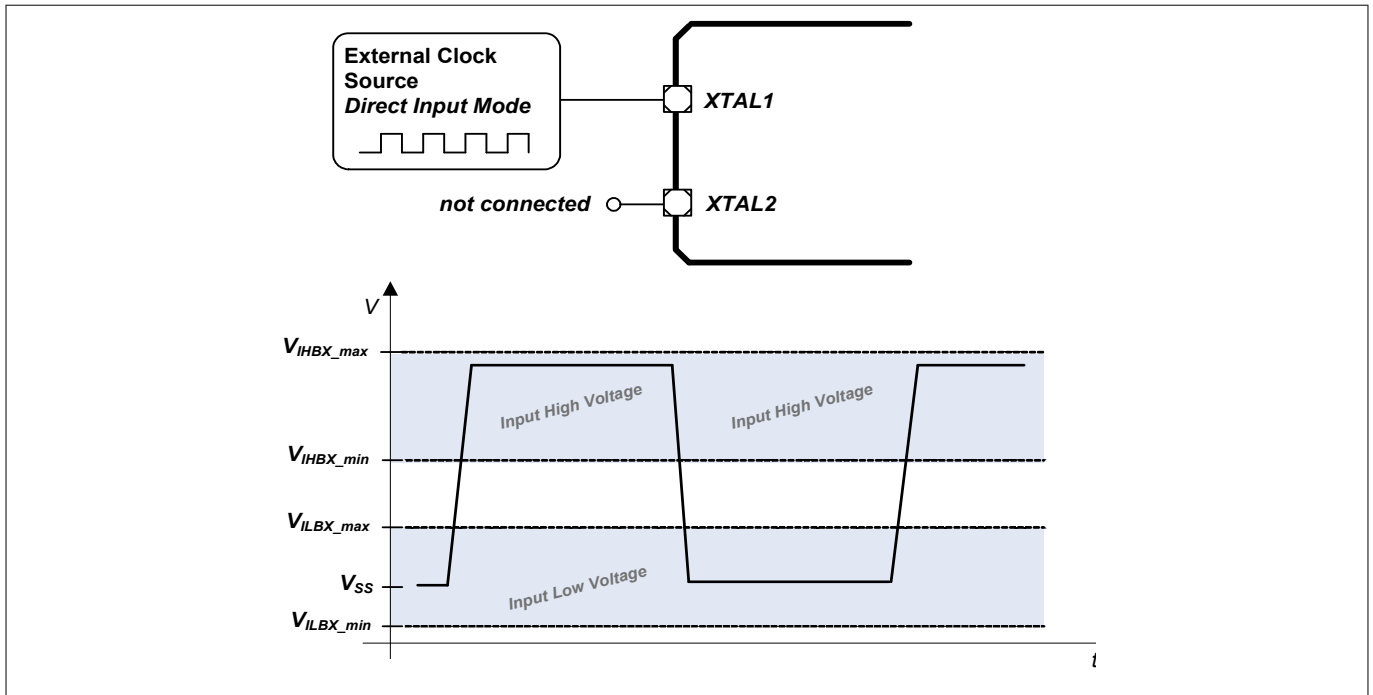 External Clock
Source
Direct Input Mode
XTAL1
not connected
XTAL2
V
VIHBX_max
Input High Voltage
Input High Voltage
VIHBX_min
VILBX_max
VSS
Input Low Voltage
VILBX_min
t